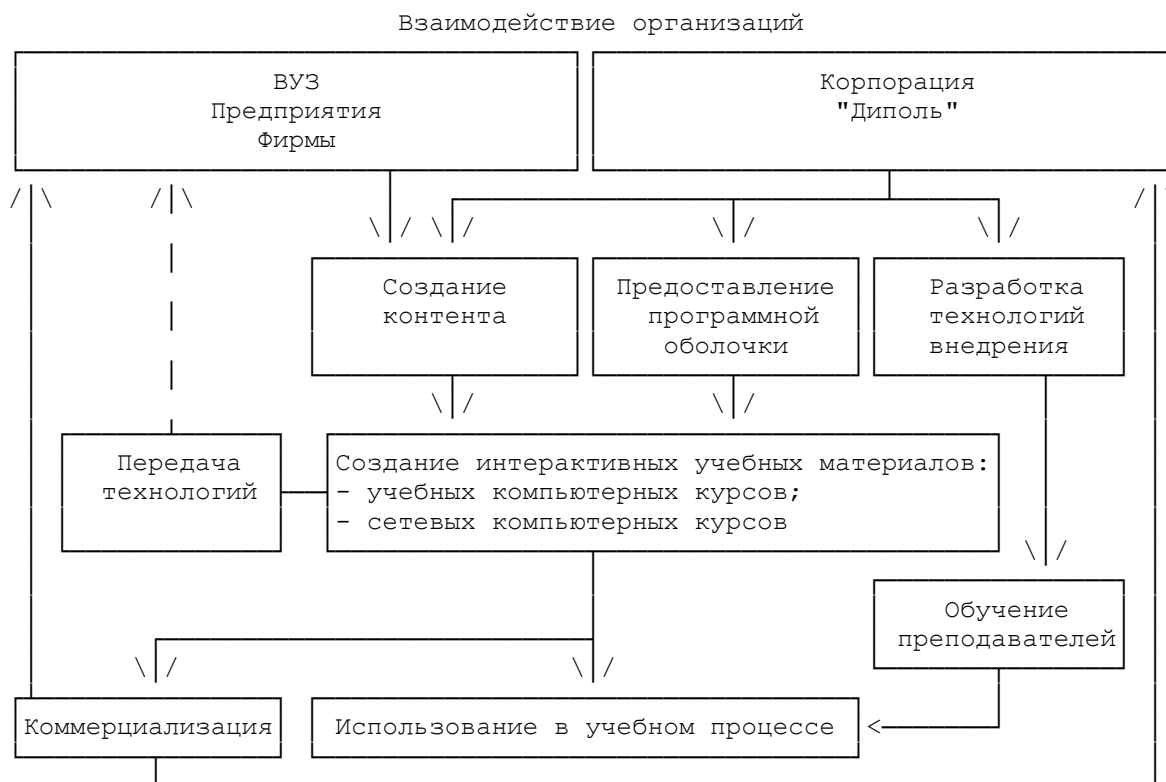 Взаимодействие организаций
ВУЗ
Предприятия
Фирмы
Корпорация
"Диполь"
Создание
контента
Предоставление
программной
оболочки
Разработка
технологий
внедрения
Передача
технологий
Создание интерактивных учебных материалов:
- учебных компьютерных курсов;
- сетевых компьютерных курсов
Обучение
преподавателей
Коммерциализация
Использование в учебном процессе